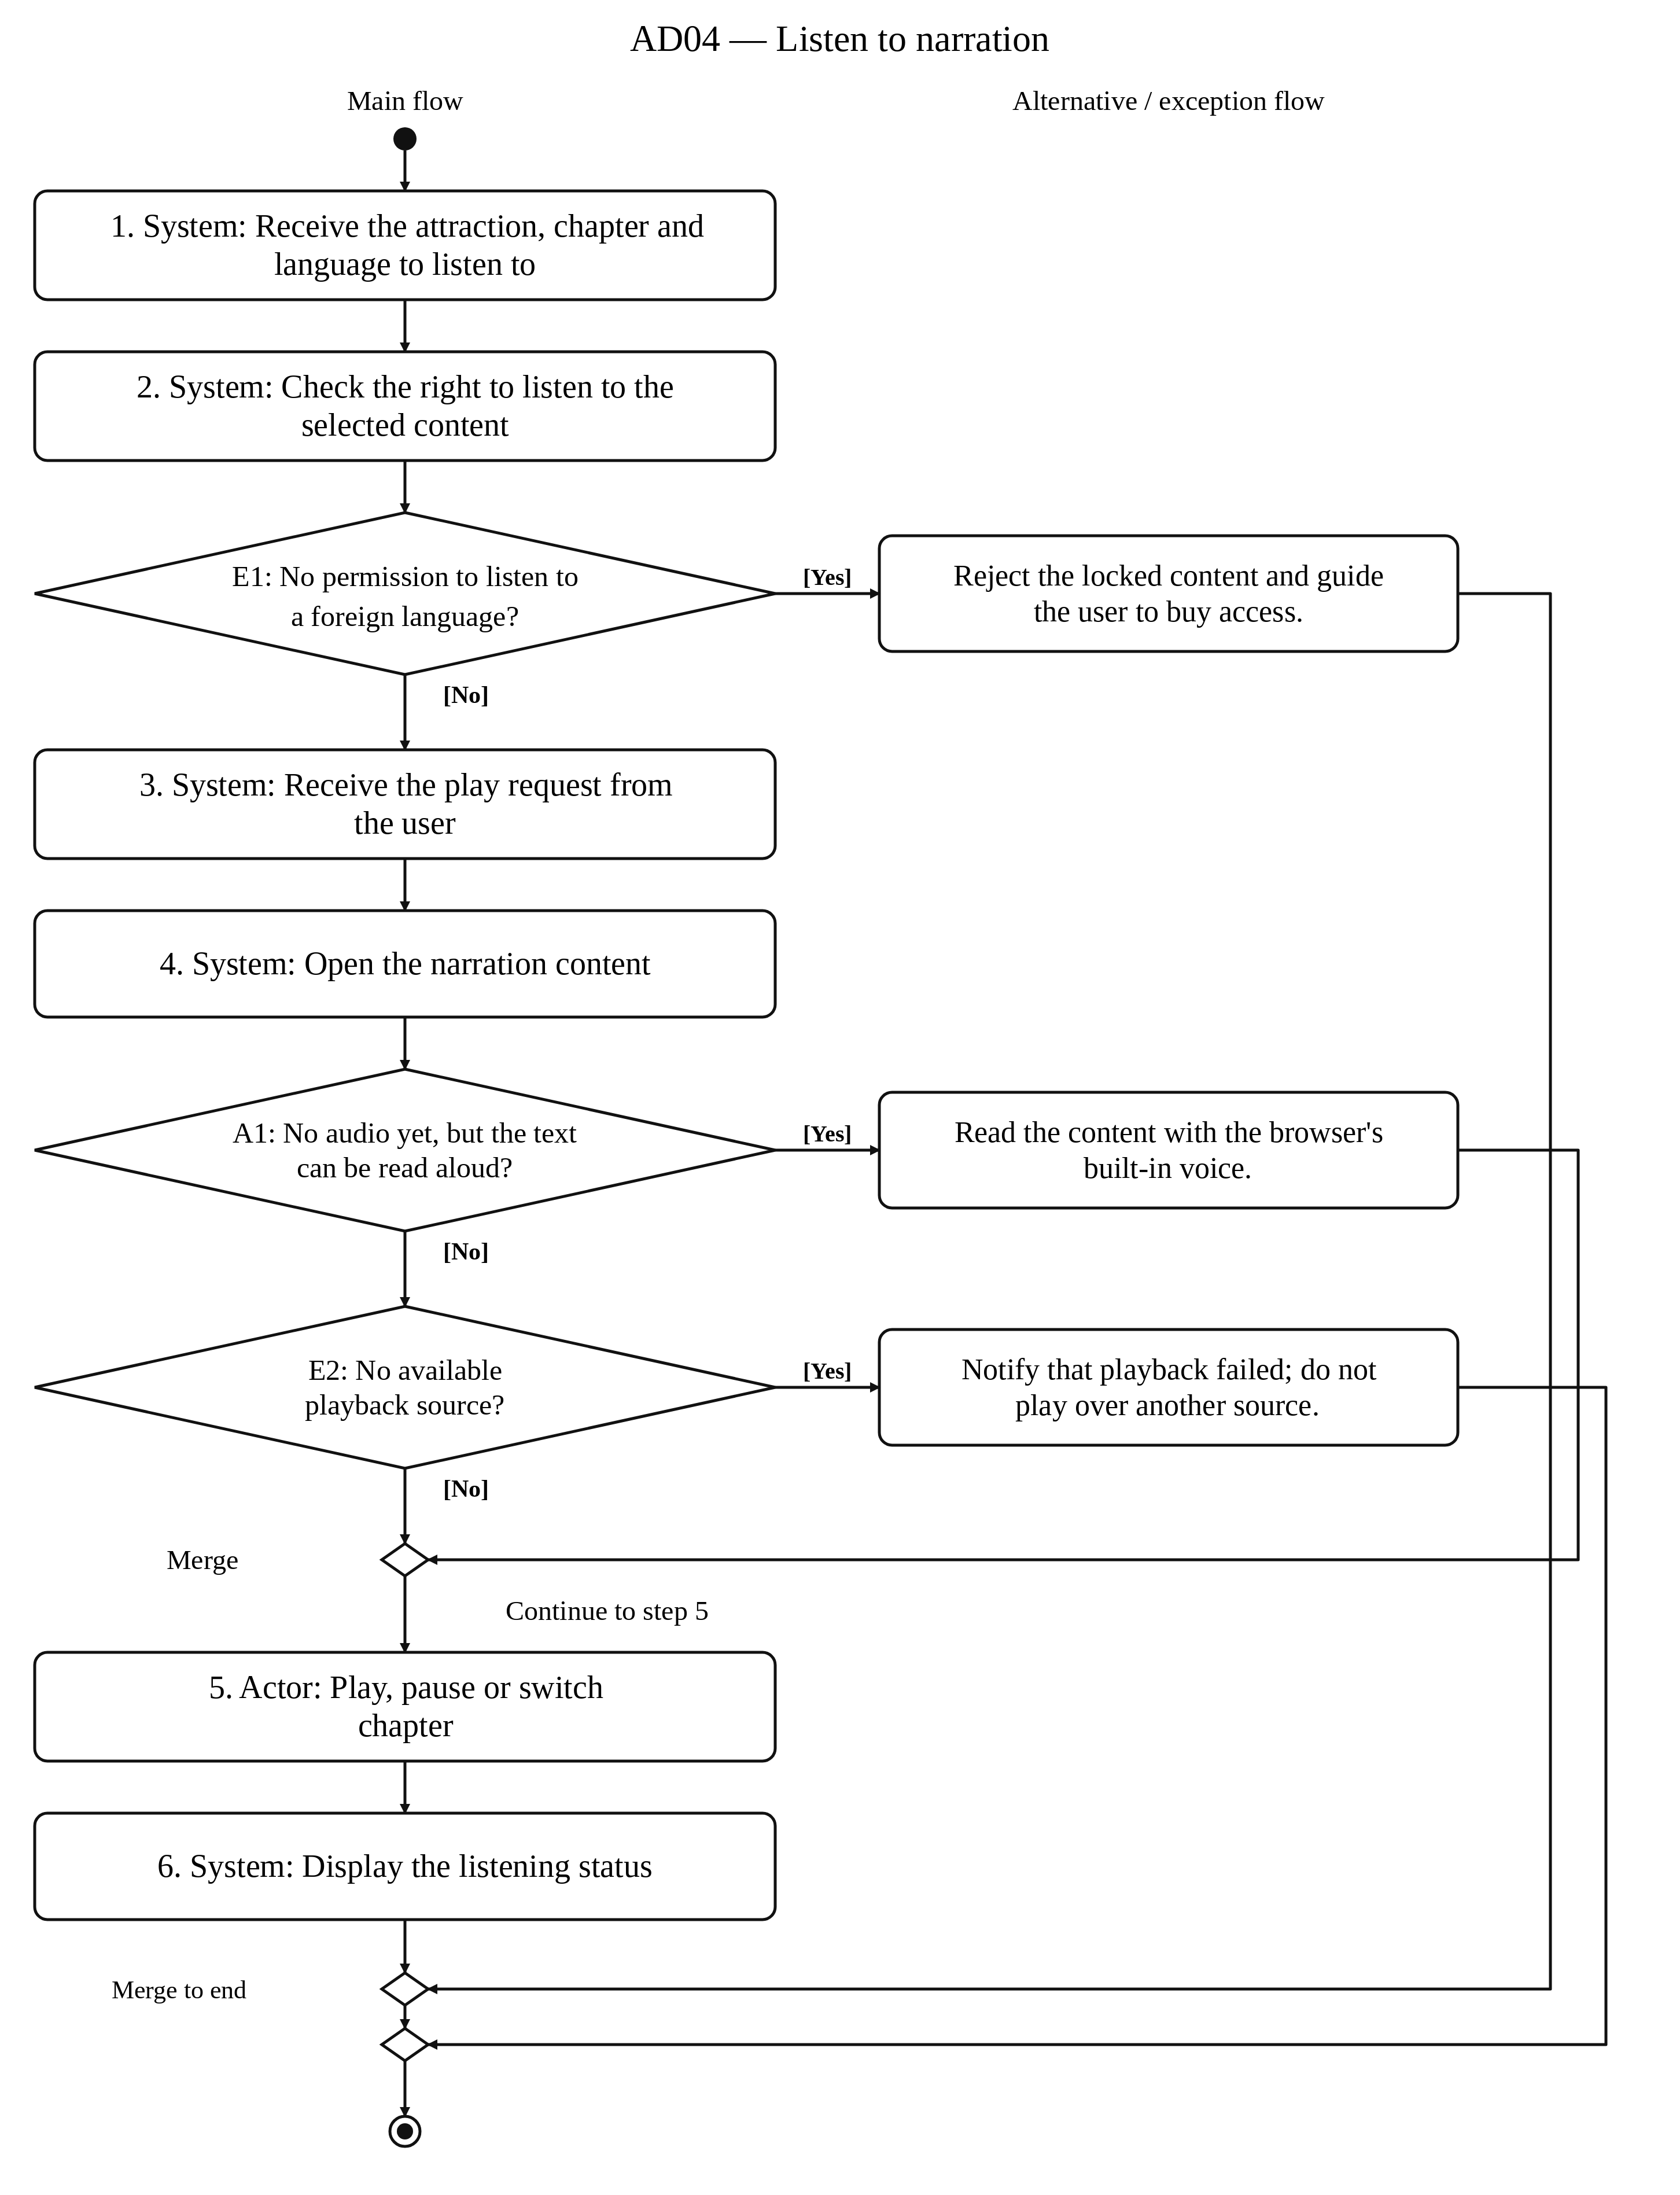 AD04 — Listen to narration
Main flow
Alternative / exception flow
1. System: Receive the attraction, chapter and
language to listen to
2. System: Check the right to listen to the
selected content
E1: No permission to listen to
a foreign language?
[Yes]
Reject the locked content and guide
the user to buy access.
[No]
3. System: Receive the play request from
the user
4. System: Open the narration content
A1: No audio yet, but the text
can be read aloud?
[Yes]
Read the content with the browser's
built-in voice.
[No]
E2: No available
playback source?
[Yes]
Notify that playback failed; do not
play over another source.
[No]
Merge
Continue to step 5
5. Actor: Play, pause or switch
chapter
6. System: Display the listening status
Merge to end